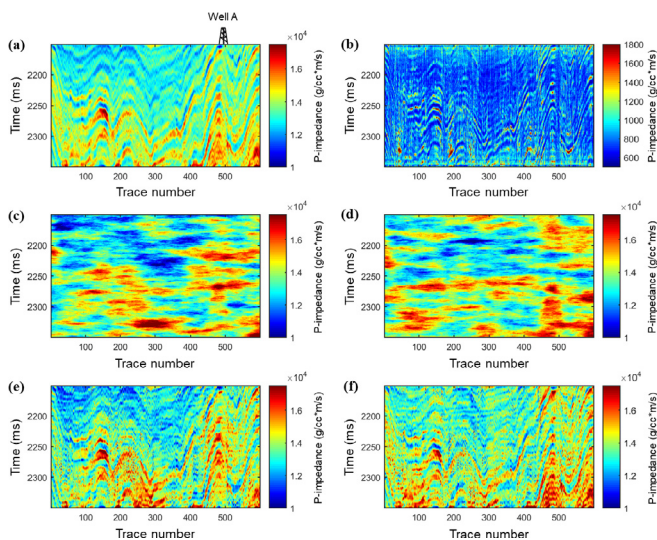 Well A
(a)
2200
2250
2300
Time (ms)
100 200 300 400 500
Trace number
×10⁴
1.6
1.4
1.2
1
P-impedance (g/cc*m/s)
(b)
2200
2250
2300
Time (ms)
100 200 300 400 500
Trace number
1800
1600
1400
1200
1000
800
600
P-impedance (g/cc*m/s)
(c)
2200
2250
2300
Time (ms)
100 200 300 400 500
Trace number
×10⁴
1.6
1.4
1.2
1
P-impedance (g/cc*m/s)
(d)
2200
2250
2300
Time (ms)
100 200 300 400 500
Trace number
×10⁴
1.6
1.4
1.2
1
P-impedance (g/cc*m/s)
(e)
2200
2250
2300
Time (ms)
100 200 300 400 500
Trace number
×10⁴
1.6
1.4
1.2
1
P-impedance (g/cc*m/s)
(f)
2200
2250
2300
Time (ms)
100 200 300 400 500
Trace number
×10⁴
1.6
1.4
1.2
1
P-impedance (g/cc*m/s)